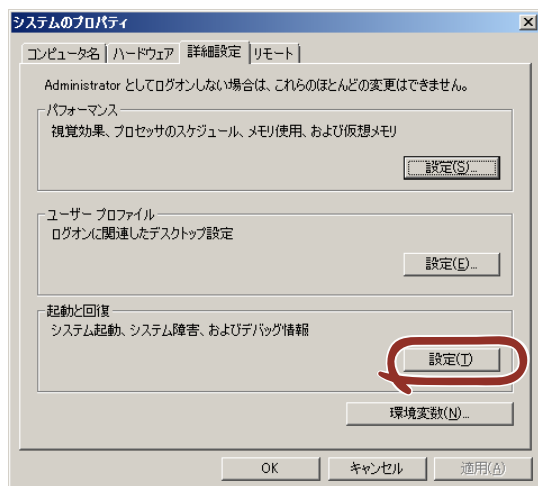 システムのプロパティ
コンピュータ名 ハードウェア 詳細設定 リモート
Administrator としてログオンしない場合は、これらのほとんどの変更はできません。
パフォーマンス
視覚効果、プロセッサのスケジュール、メモリ使用、および仮想メモリ
設定(S)...
ユーザー プロファイル
ログオンに関連したデスクトップ設定
設定(E)...
起動と回復
システム起動、システム障害、およびデバッグ情報
設定(T)
環境変数(N)...
OK キャンセル 適用(A)